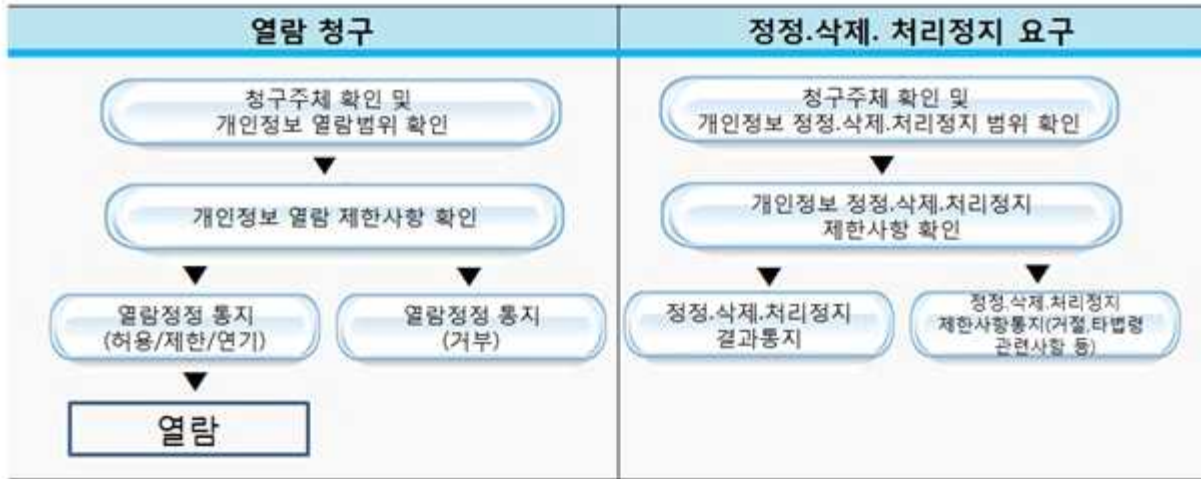 열람 청구
청구주체 확인 및
개인정보 열람범위 확인
개인정보 열람 제한사항 확인
열람정정 통지
(허용/제한/연기)
열람정정 통지
(거부)
열람
정정.삭제. 처리정지 요구
청구주체 확인 및
개인정보 정정.삭제.처리정지 범위 확인
개인정보 정정.삭제.처리정지
제한사항 확인
정정.삭제.처리정지
결과통지
정정.삭제.처리정지
제한사항통지(거절,타법령
관련사항 등)